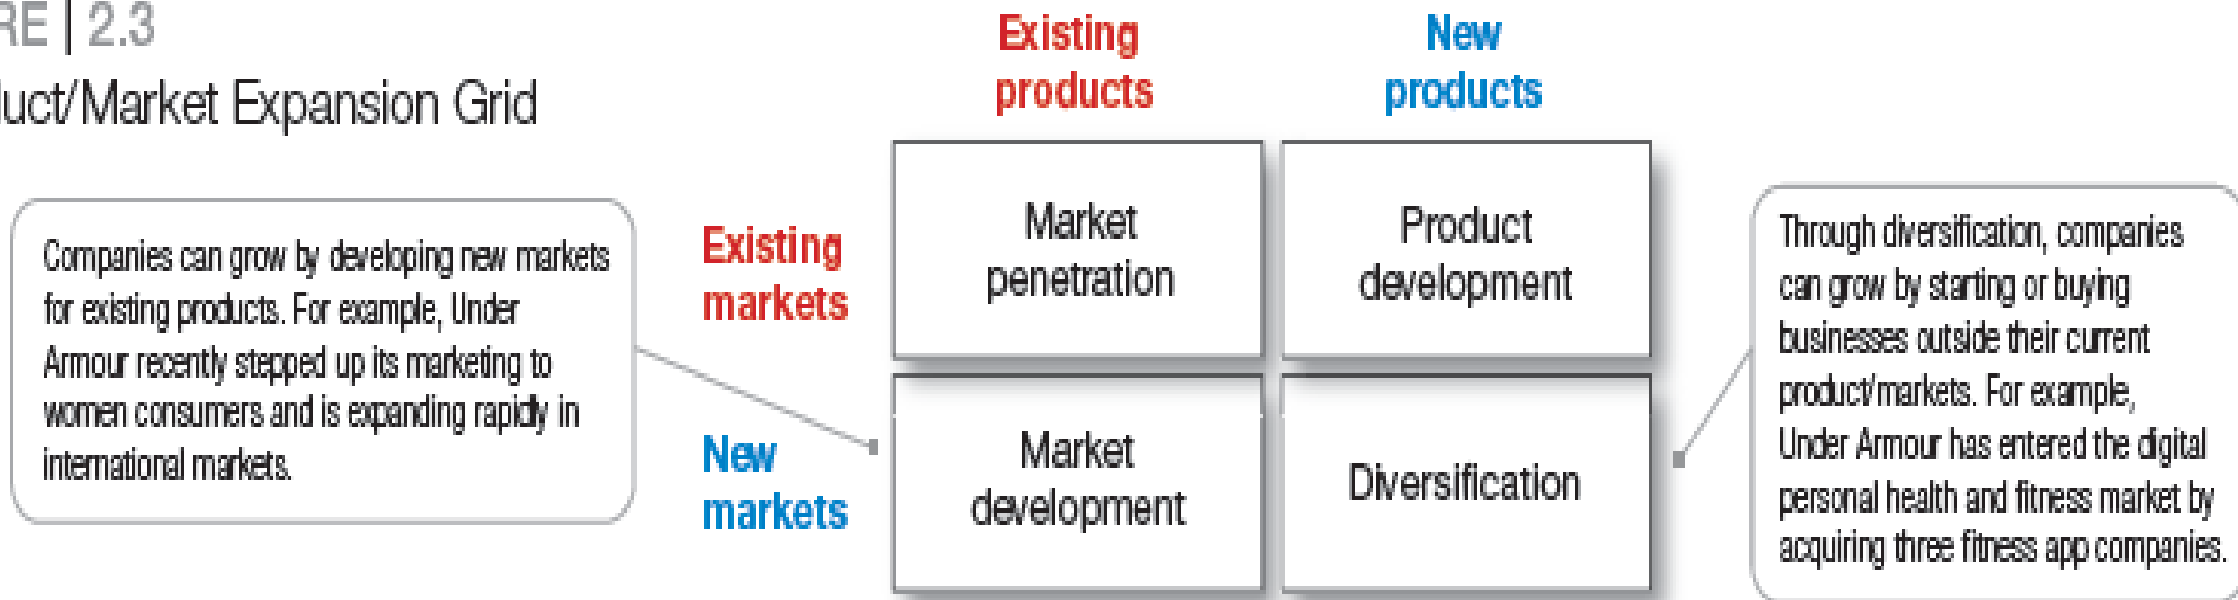 RE | 2.3
luct/Market Expansion Grid
Existing
products
New
products
Companies can grow by developing new markets
for existing products. For example, Under
Armour recently stepped up its marketing to
women consumers and is expanding rapidly in
international markets.
Existing
markets
Market
penetration
Product
development
New
markets
Market
development
Diversification
Through diversification, companies
can grow by starting or buying
businesses outside their current
product/markets. For example,
Under Armour has entered the digital
personal health and fitness market by
acquiring three fitness app companies.